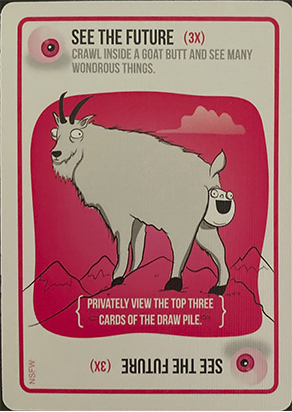 SEE THE FUTURE (3X)
CRAWL INSIDE A GOAT BUTT AND SEE MANY
WONDROUS THINGS.
PRIVATELY VIEW THE TOP THREE
CARDS OF THE DRAW PILE.
SEE THE FUTURE (3X)
NSFW